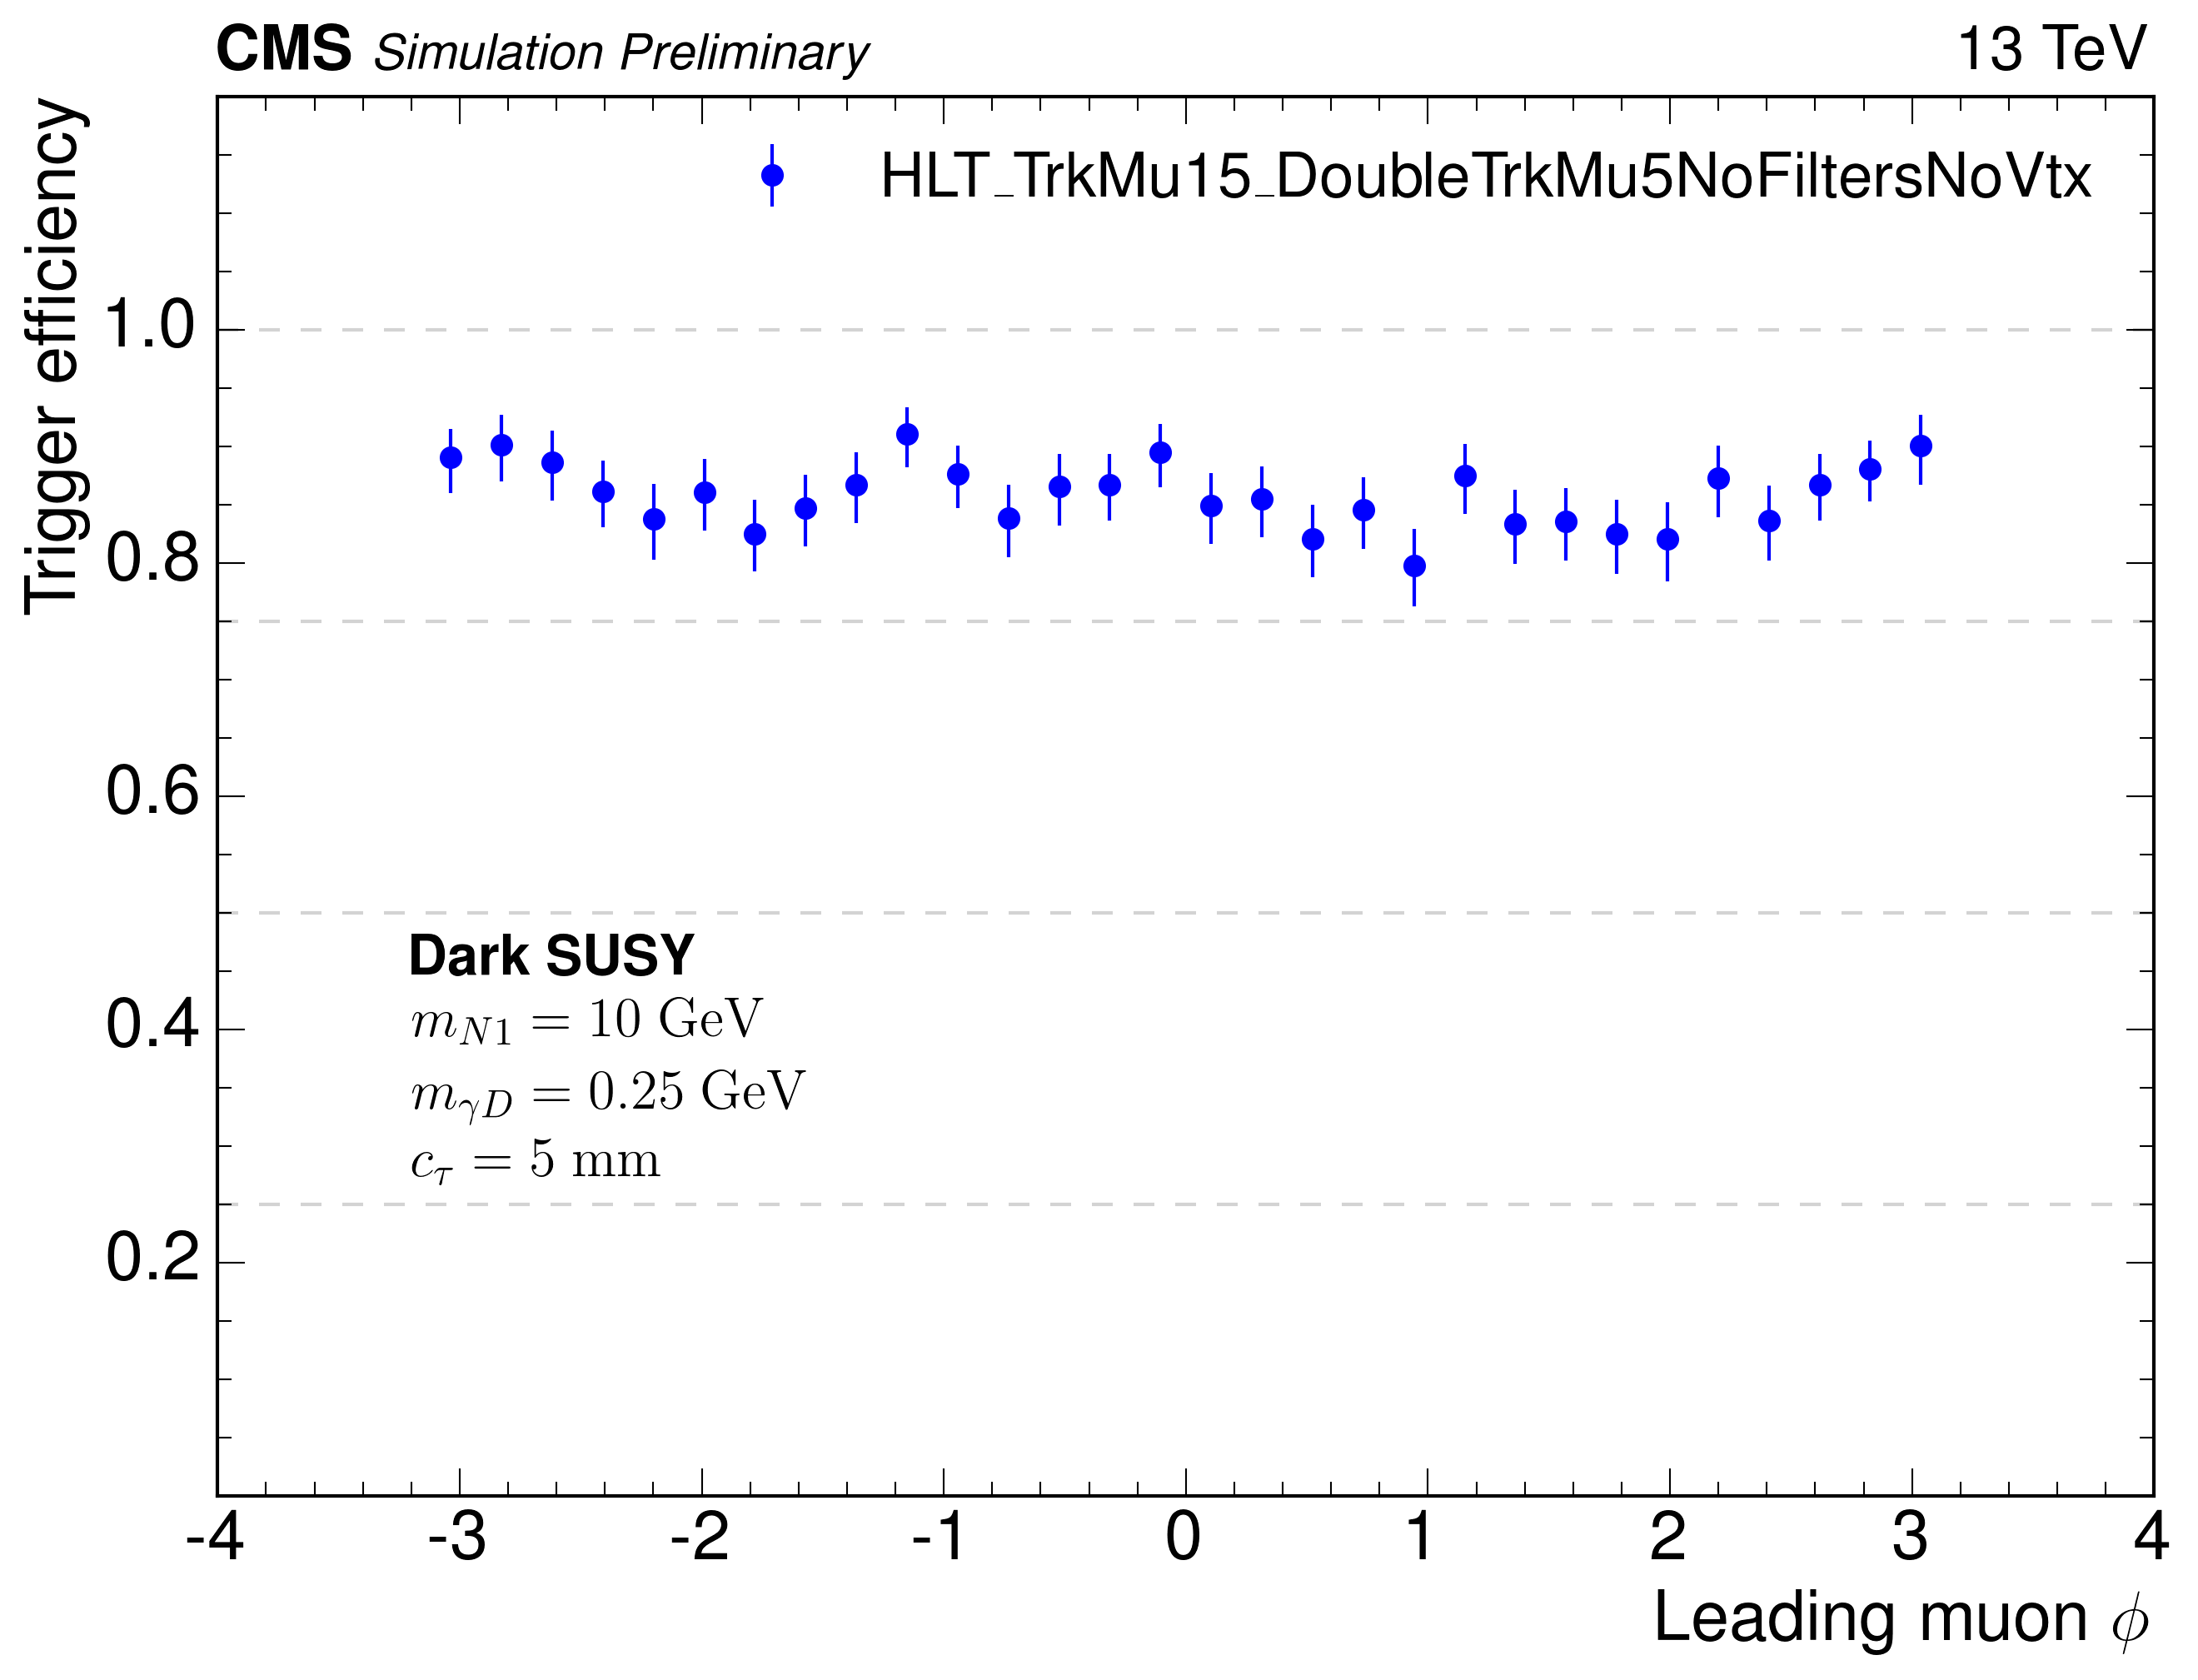 CMS Simulation Preliminary 13 TeV
Trigger efficiency
HLT_TrkMu15_DoubleTrkMu5NoFiltersNoVtx
1.0
0.8
0.6
0.4
0.2
Dark SUSY
m_{N1} = 10 GeV
m_{γD} = 0.25 GeV
c_τ = 5 mm
-4 -3 -2 -1 0 1 2 3 4
Leading muon ϕ